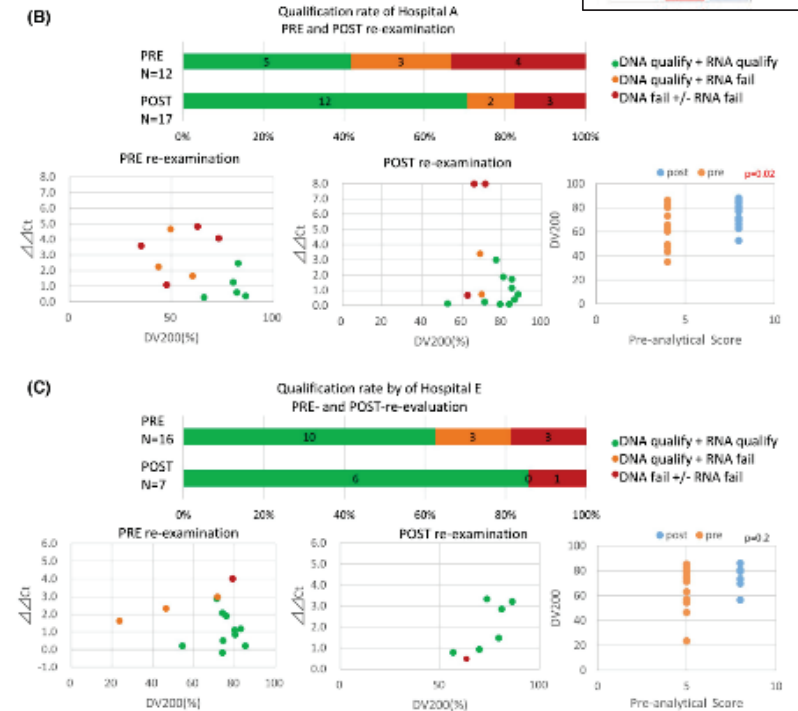 (B)
Qualification rate of Hospital A
PRE and POST re-examination
PRE
N=12
5 3 4
POST
N=17
12 2 3
0% 20% 40% 60% 80% 100%
DNA qualify + RNA qualify
DNA qualify + RNA fail
DNA fail +/- RNA fail
PRE re-examination
8.0
7.0
6.0
5.0
4.0
3.0
2.0
1.0
0.0
⊿⊿Ct
0 50 100
DV200(%)
POST re-examination
8.0
7.0
6.0
5.0
4.0
3.0
2.0
1.0
0.0
⊿⊿Ct
0 20 40 60 80 100
DV200(%)
post pre p=0.02
100
80
60
40
20
0
DV200
0 5 10
Pre-analytical Score
(C)
Qualification rate by of Hospital E
PRE- and POST-re-evaluation
PRE
N=16
10 3 3
POST
N=7
6 0 1
0% 20% 40% 60% 80% 100%
DNA qualify + RNA qualify
DNA qualify + RNA fail
DNA fail +/- RNA fail
PRE re-examination
6.0
5.0
4.0
3.0
2.0
1.0
0.0
-1.0
⊿⊿Ct
0 20 40 60 80 100
DV200(%)
POST re-examination
6.0
5.0
4.0
3.0
2.0
1.0
0.0
⊿⊿Ct
0 50 100
DV200(%)
post pre p=0.2
100
80
60
40
20
0
DV200
0 5 10
Pre-analytical Score